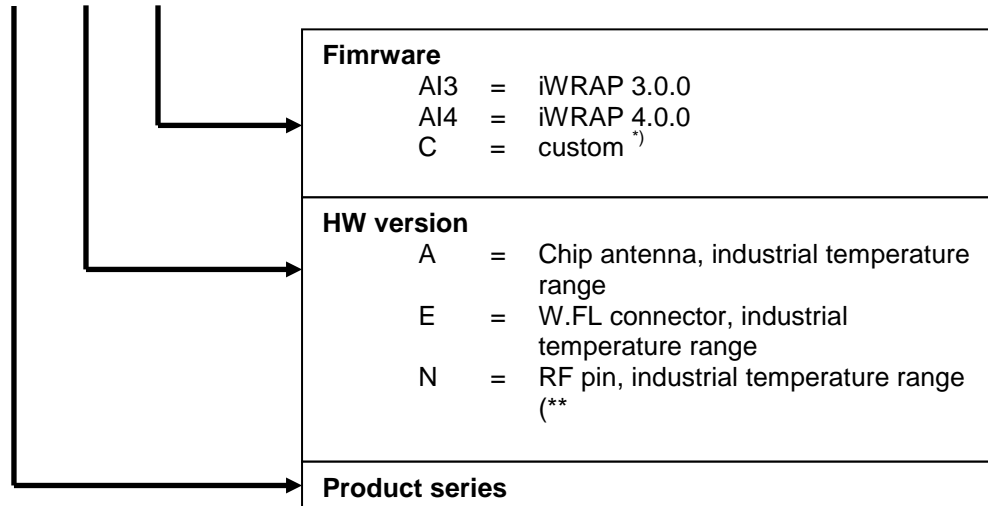 Fimrware
AI3 = iWRAP 3.0.0
AI4 = iWRAP 4.0.0
C = custom *)
HW version
A = Chip antenna, industrial temperature
range
E = W.FL connector, industrial
temperature range
N = RF pin, industrial temperature range
(**
Product series